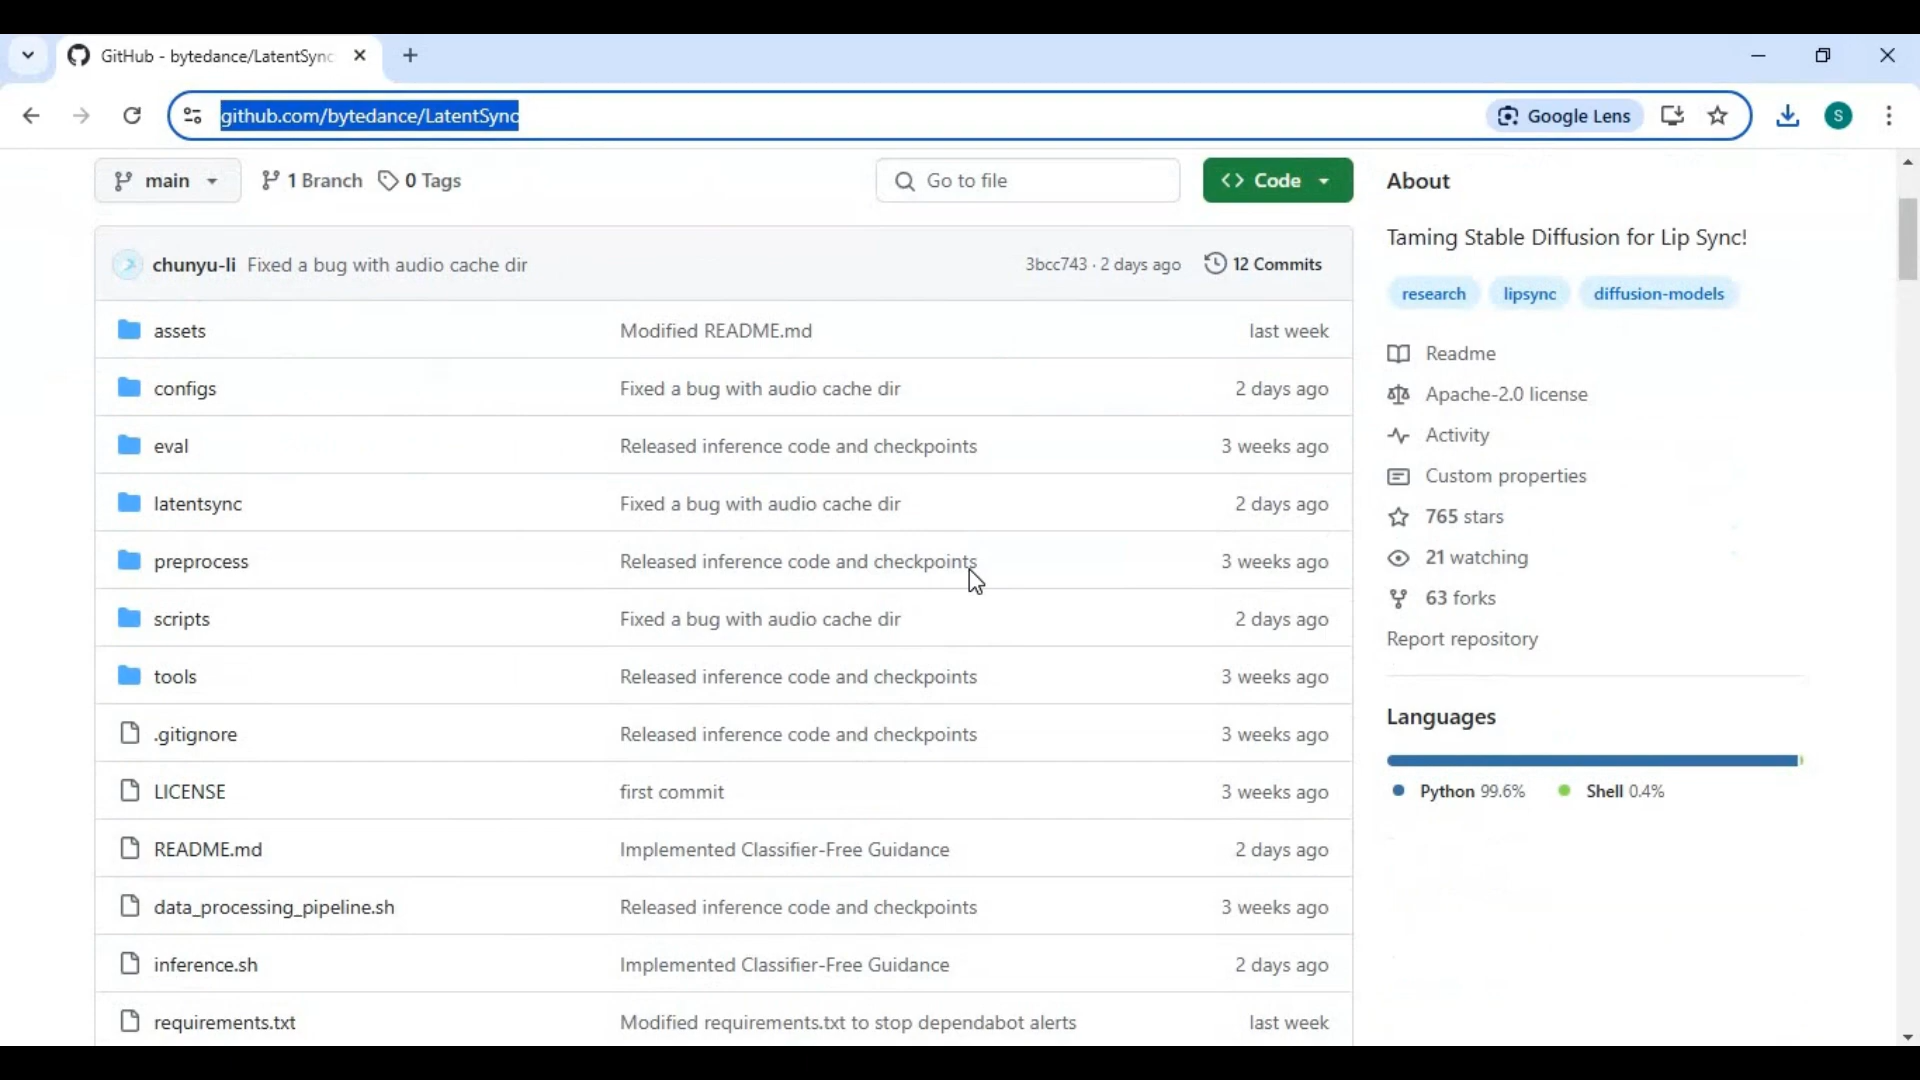 GitHub - bytedance/LatentSync
github.com/bytedance/LatentSync
Google Lens
S
main
1 Branch
0 Tags
Go to file
Code
chunyu-li Fixed a bug with audio cache dir 3bcc743 · 2 days ago 12 Commits
assets Modified README.md last week
configs Fixed a bug with audio cache dir 2 days ago
eval Released inference code and checkpoints 3 weeks ago
latentsync Fixed a bug with audio cache dir 2 days ago
preprocess Released inference code and checkpoints 3 weeks ago
scripts Fixed a bug with audio cache dir 2 days ago
tools Released inference code and checkpoints 3 weeks ago
.gitignore Released inference code and checkpoints 3 weeks ago
LICENSE first commit 3 weeks ago
README.md Implemented Classifier-Free Guidance 2 days ago
data_processing_pipeline.sh Released inference code and checkpoints 3 weeks ago
inference.sh Implemented Classifier-Free Guidance 2 days ago
requirements.txt Modified requirements.txt to stop dependabot alerts last week
About
Taming Stable Diffusion for Lip Sync!
research lipsync diffusion-models
Readme
Apache-2.0 license
Activity
Custom properties
765 stars
21 watching
63 forks
Report repository
Languages
Python 99.6% Shell 0.4%